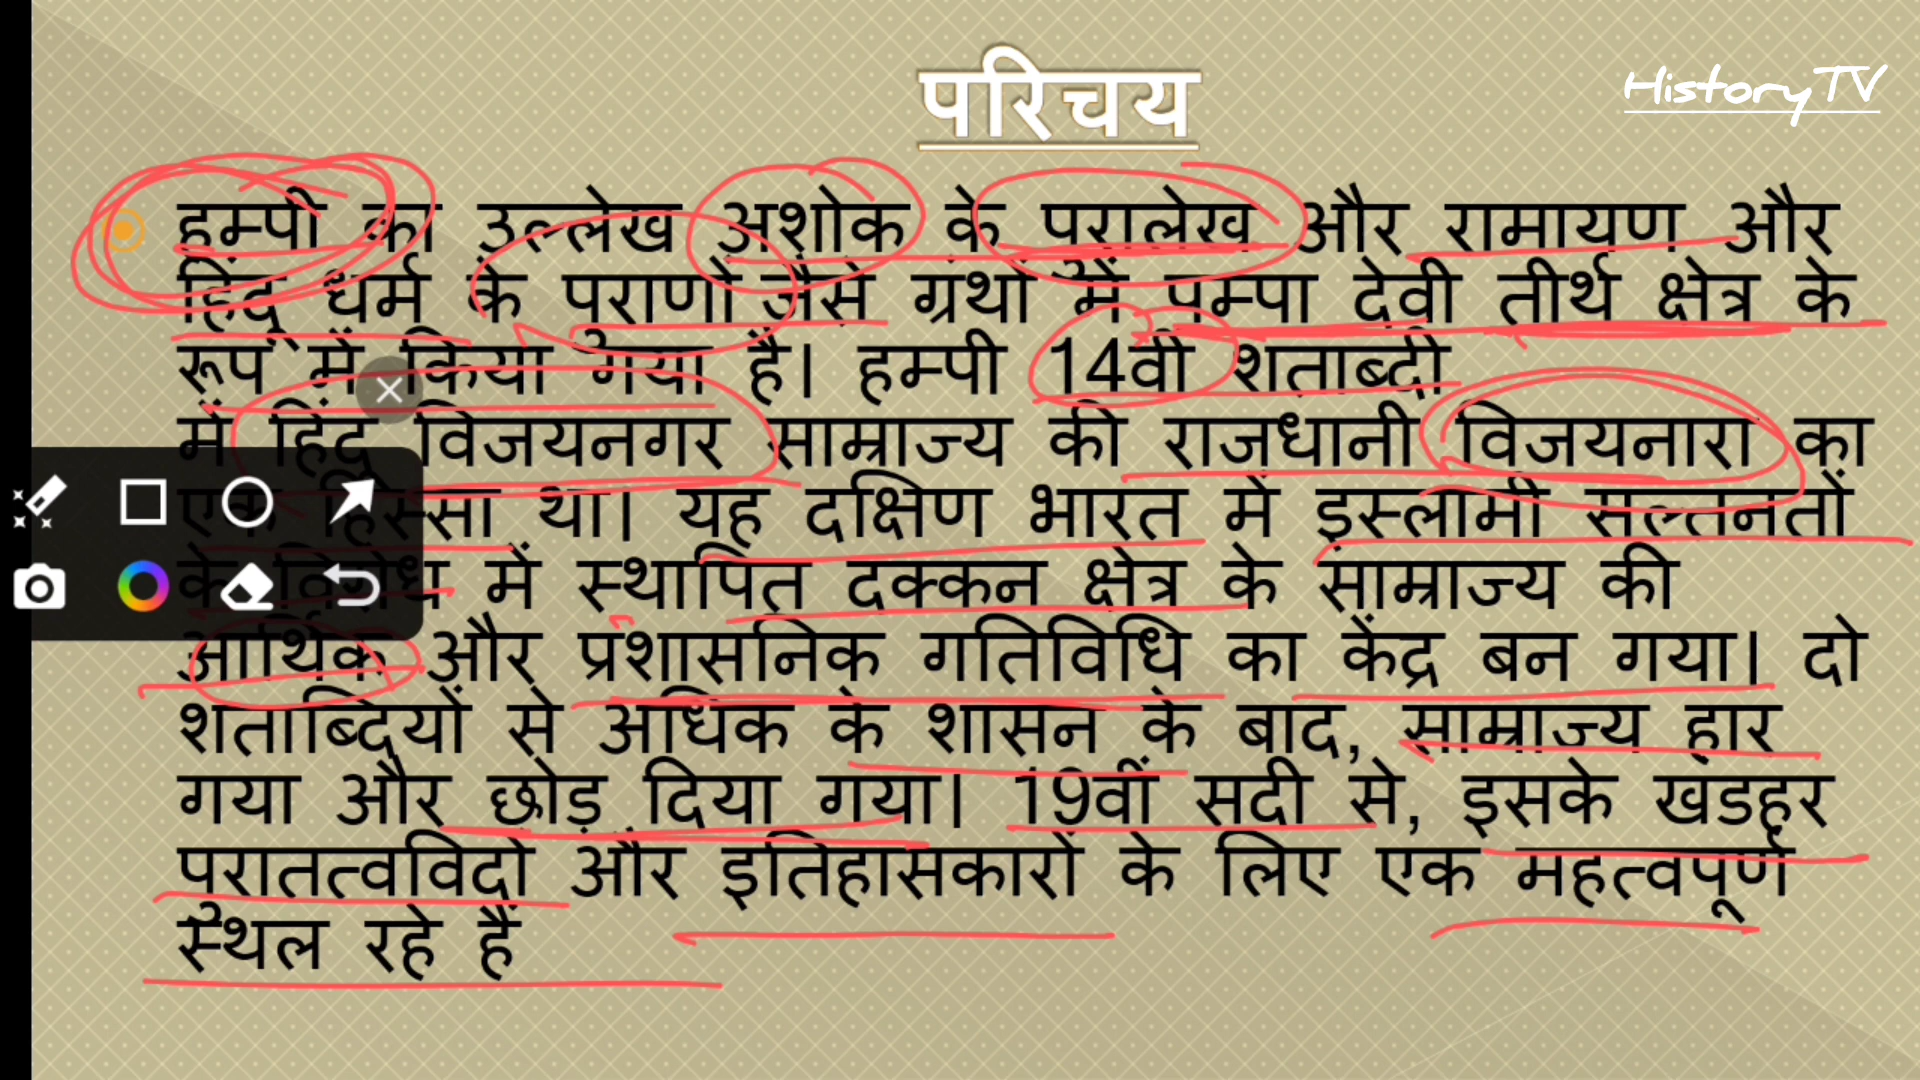 परिचय
History TV
हम्पी का उल्लेख अशोक के पुरालेख और रामायण और
हिंदू धर्म के पुराणों जैसे ग्रंथों में पम्पा देवी तीर्थ क्षेत्र के
रूप में किया गया है। हम्पी 14वीं शताब्दी
में हिंदू विजयनगर साम्राज्य की राजधानी विजयनारा का
एक हिस्सा था। यह दक्षिण भारत में इस्लामी सल्तनतों
के विरोध में स्थापित दक्कन क्षेत्र के साम्राज्य की
आर्थिक और प्रशासनिक गतिविधि का केंद्र बन गया। दो
शताब्दियों से अधिक के शासन के बाद, साम्राज्य हार
गया और छोड़ दिया गया। 19वीं सदी से, इसके खंडहर
पुरातत्वविदों और इतिहासकारों के लिए एक महत्वपूर्ण
स्थल रहे हैं